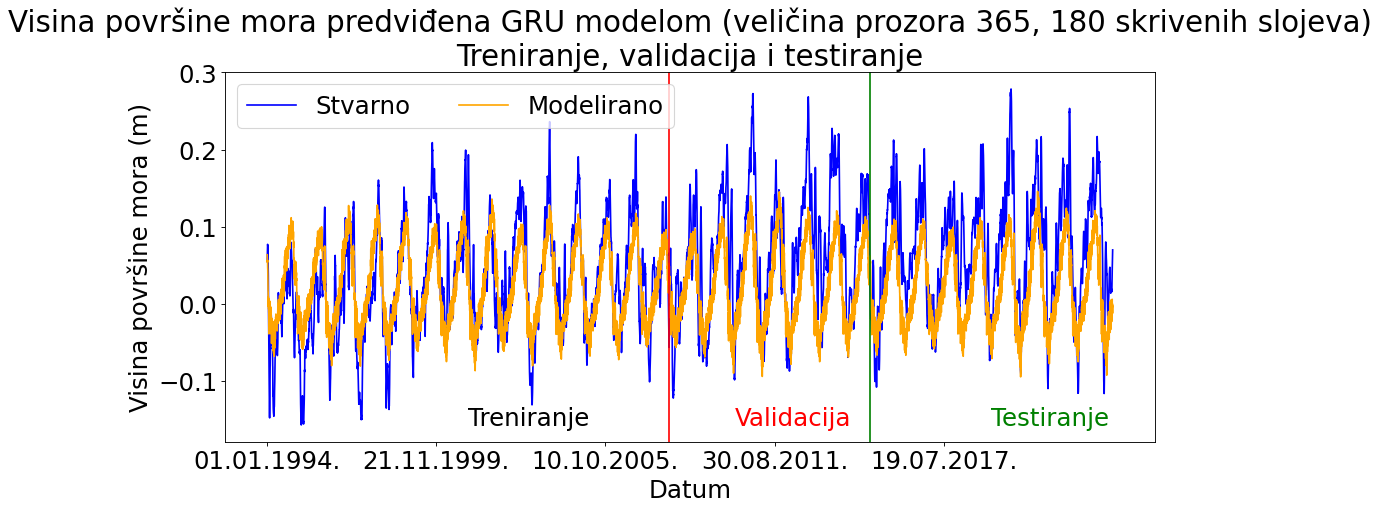 Visina površine mora predviđena GRU modelom (veličina prozora 365, 180 skrivenih slojeva)
Treniranje, validacija i testiranje
Stvarno
Modelirano
Visina površine mora (m)
0.3
0.2
0.1
0.0
−0.1
Treniranje
Validacija
Testiranje
01.01.1994.
21.11.1999.
10.10.2005.
30.08.2011.
19.07.2017.
Datum